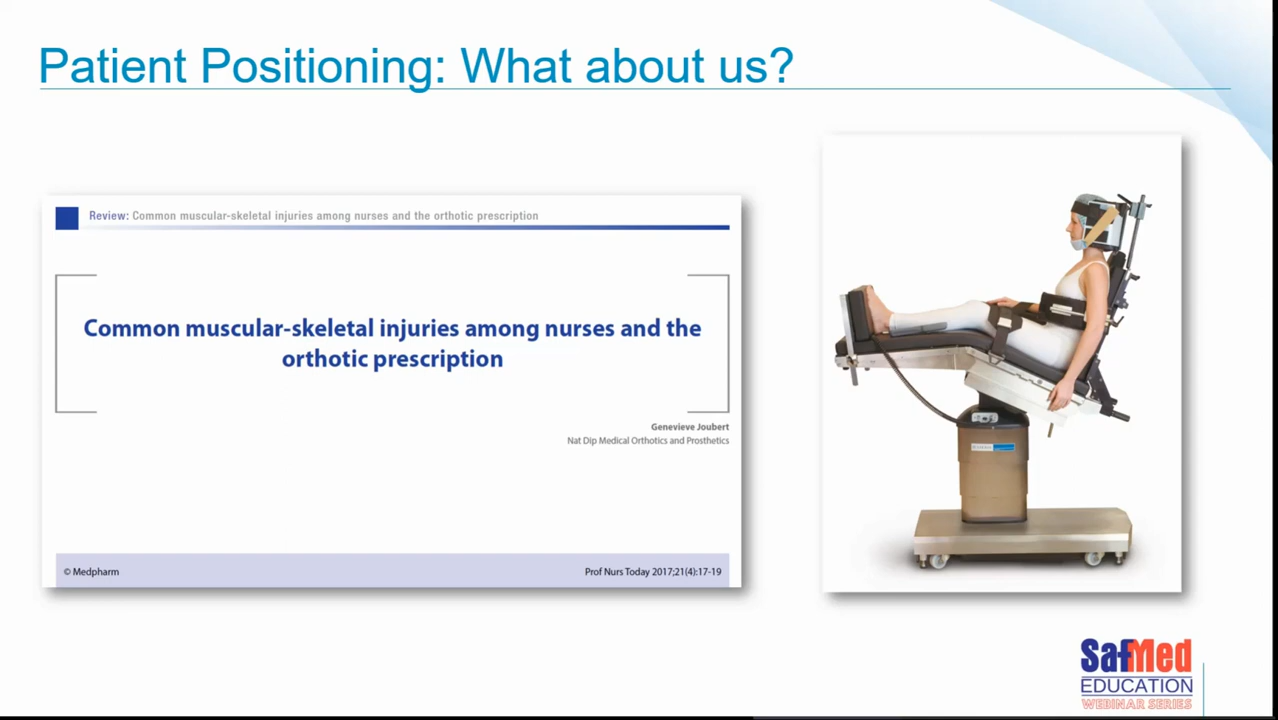 Patient Positioning: What about us?
Review: Common muscular-skeletal injuries among nurses and the orthotic prescription
Common muscular-skeletal injuries among nurses and the
orthotic prescription
Genevieve Joubert
Nat Dip Medical Orthotics and Prosthetics
© Medpharm
Prof Nurs Today 2017;21(4):17-19
SafMed
EDUCATION
WEBINAR SERIES